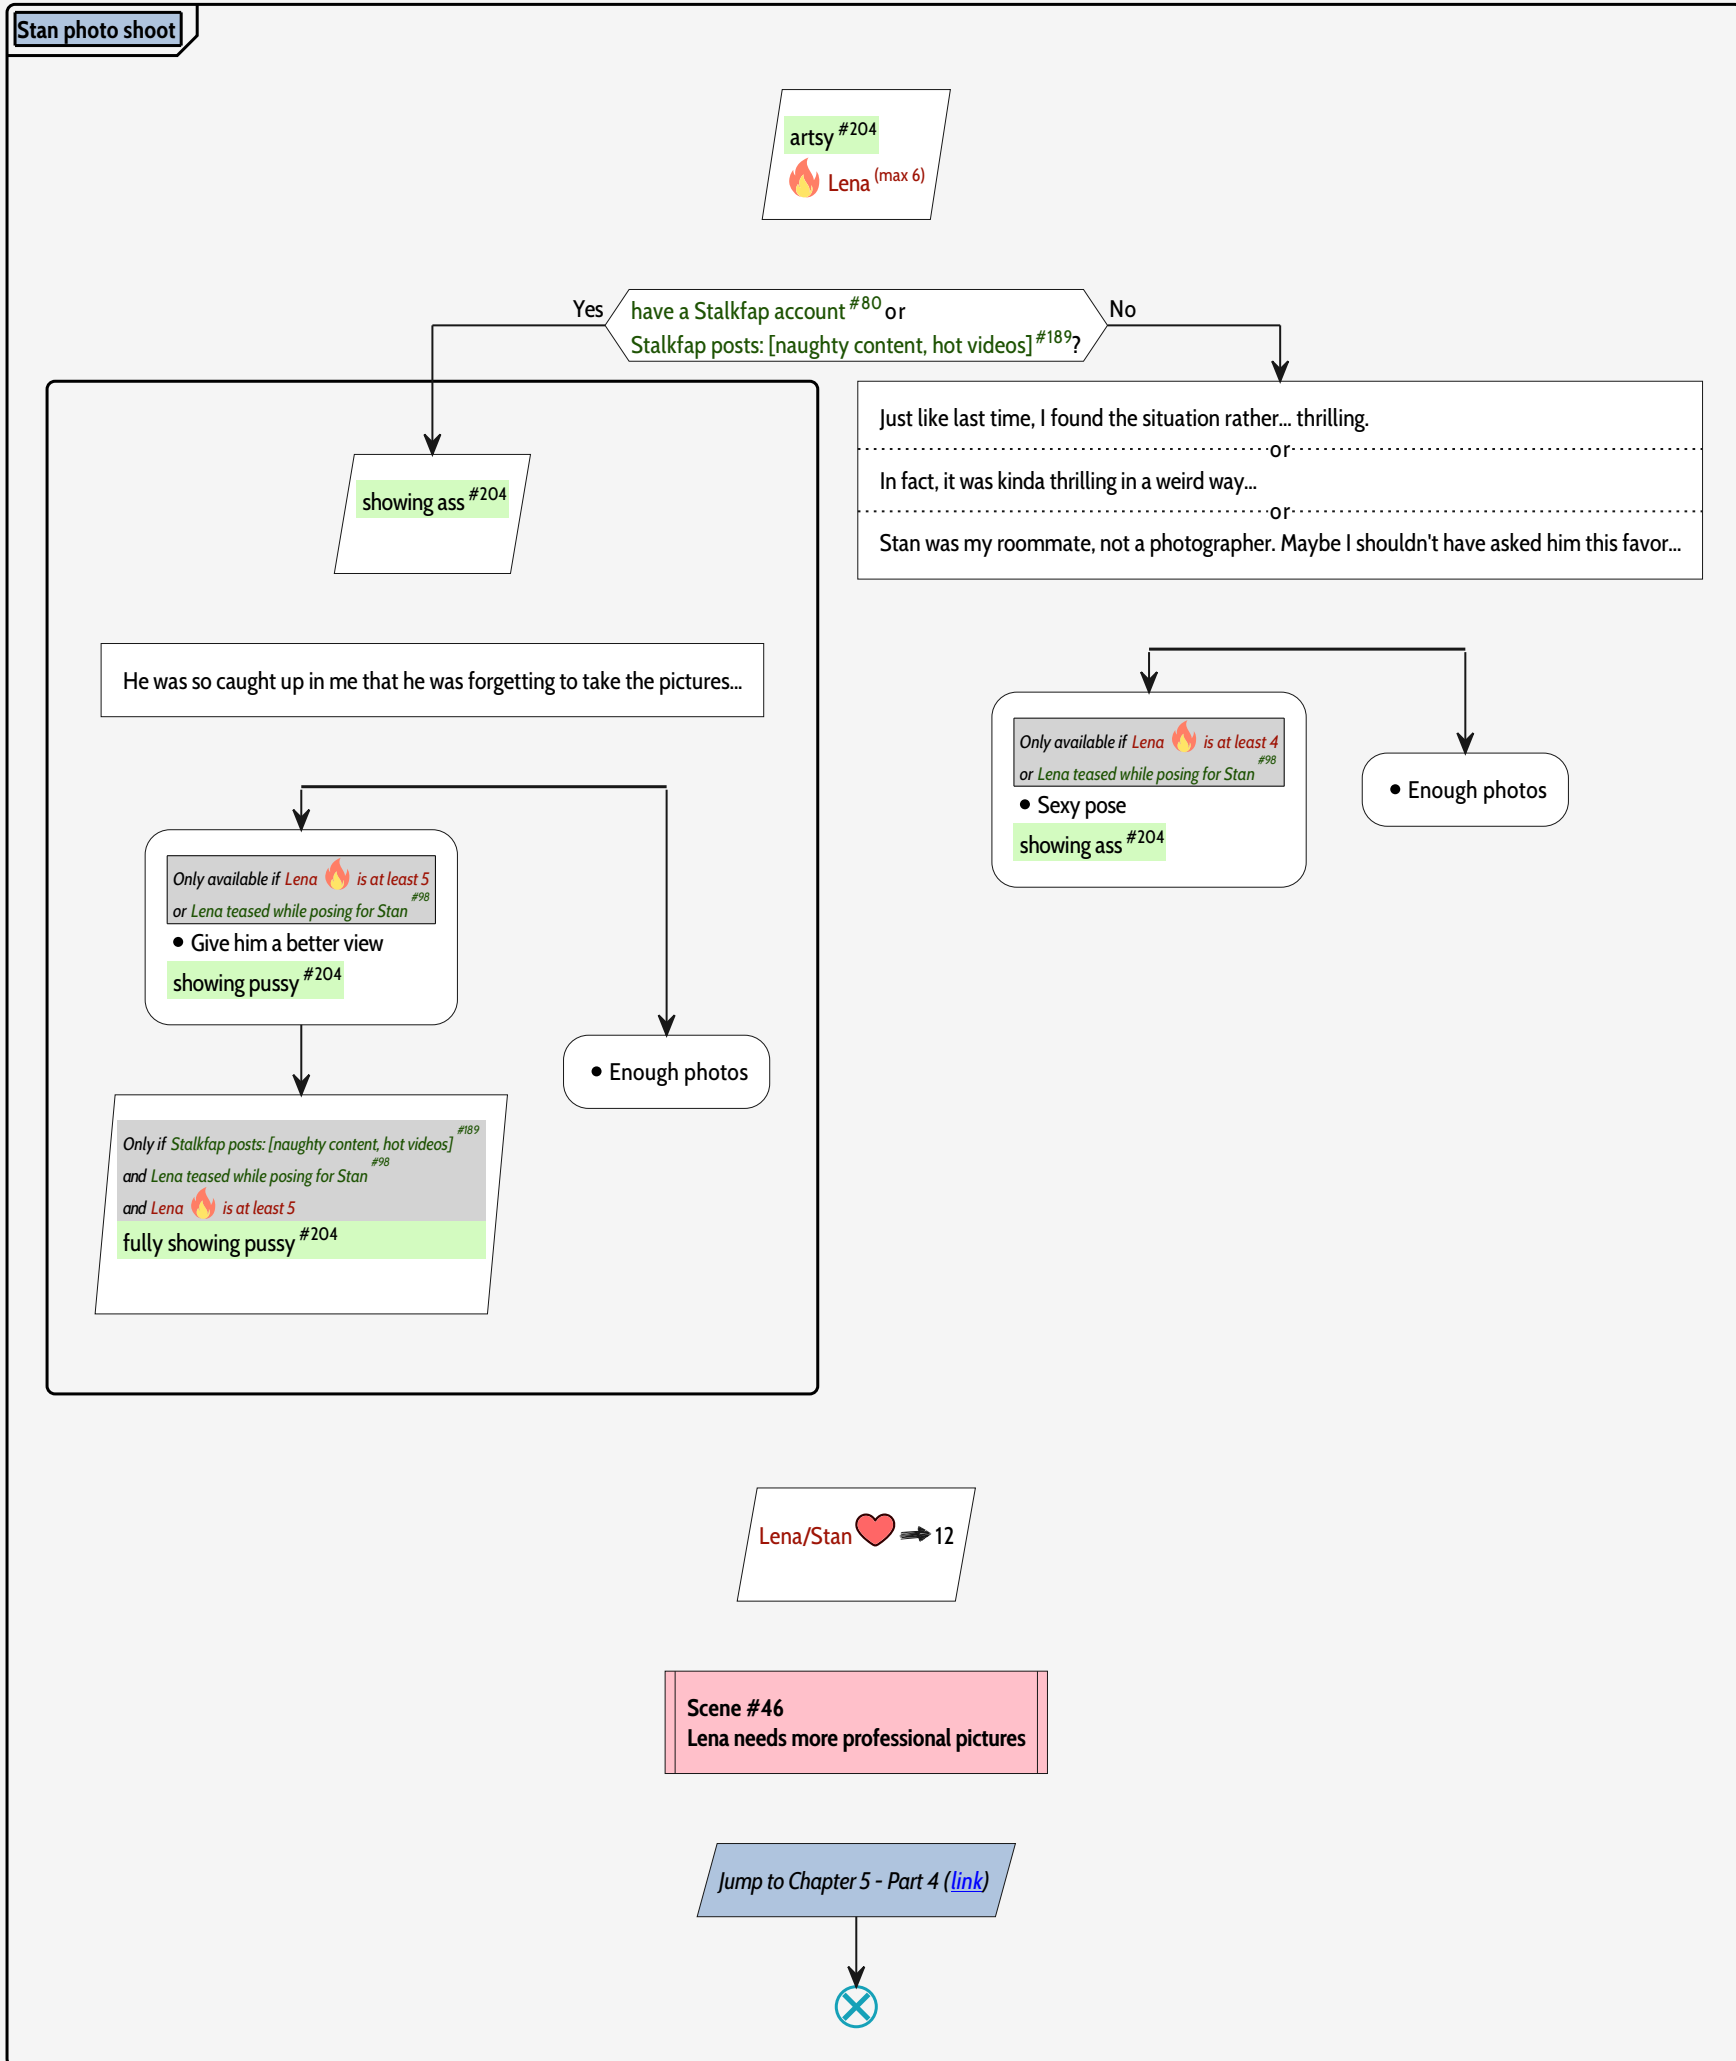 Stan photo shoot
artsy #204
Lena (max 6)
Yes
have a Stalkfap account #80 or
Stalkfap posts: [naughty content, hot videos] #189?
No
showing ass #204
He was so caught up in me that he was forgetting to take the pictures...
Only available if Lena is at least 5
or Lena teased while posing for Stan #98
• Give him a better view
showing pussy #204
• Enough photos
Only if Stalkfap posts: [naughty content, hot videos] #189
and Lena teased while posing for Stan #98
and Lena is at least 5
fully showing pussy #204
Just like last time, I found the situation rather... thrilling.
or
In fact, it was kinda thrilling in a weird way...
or
Stan was my roommate, not a photographer. Maybe I shouldn't have asked him this favor...
Only available if Lena is at least 4
or Lena teased while posing for Stan #98
• Sexy pose
showing ass #204
• Enough photos
Lena/Stan 12
Scene #46
Lena needs more professional pictures
Jump to Chapter 5 - Part 4 (link)